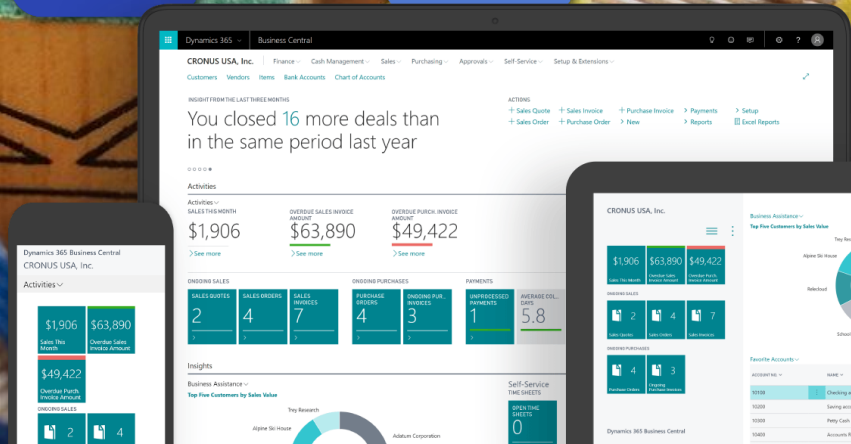 Dynamics 365
Business Central
?
CRONUS USA, Inc.
Finance
Cash Management
Sales
Purchasing
Approvals
Self-Service
Setup & Extensions
Customers
Vendors
Items
Bank Accounts
Chart of Accounts
INSIGHT FROM THE LAST THREE MONTHS
You closed 16 more deals than
in the same period last year
ACTIONS
+ Sales Quote
+ Sales Invoice
+ Purchase Invoice
> Payments
> Setup
+ Sales Order
+ Purchase Order
> New
> Reports
Excel Reports
Activities
Activities
SALES THIS MONTH
$1,906
>See more
OVERDUE SALES INVOICE
AMOUNT
$63,890
>See more
OVERDUE PURCH. INVOICE
AMOUNT
$49,422
>See more
ONGOING SALES
SALES QUOTES
2
SALES ORDERS
4
SALES
INVOICES
7
ONGOING PURCHASES
PURCHASE
ORDERS
4
ONGOING PUR...
INVOICES
3
PAYMENTS
UNPROCESSED
PAYMENTS
1
AVERAGE COL...
DAYS
5.8
Insights
Business Assistance
Top Five Customers by Sales Value
Trey Research
Alpine Ski House
Adatum Corporation
Self-Service
TIME SHEETS
OPEN TIME
SHEETS
0
Dynamics 365 Business Central
CRONUS USA, Inc.
Activities
$1,906
Sales This
Month
$63,890
Overdue Sales
Invoice Amount
$49,422
Overdue Purch.
Invoice Amount
ONGOING SALES
2
4
CRONUS USA, Inc.
$1,906
Sales This Month
$63,890
Overdue Sales
Invoice Amount
$49,422
Overdue Purch.
Invoice Amount
ONGOING SALES
2
Sales Quotes
4
Sales Orders
7
Sales Invoices
ONGOING PURCHASES
4
Purchase Orders
3
Ongoing
Purchase Invoices
Dynamics 365 Business Central
Business Assistance
Top Five Customers by Sales Value
Trey Res
Alpine Ski House
Relecloud
School
Favorite Accounts
ACCOUNT NO.
NAME
10100
Checking a
10200
Saving acco
10300
Petty Cash
10400
Accounts R